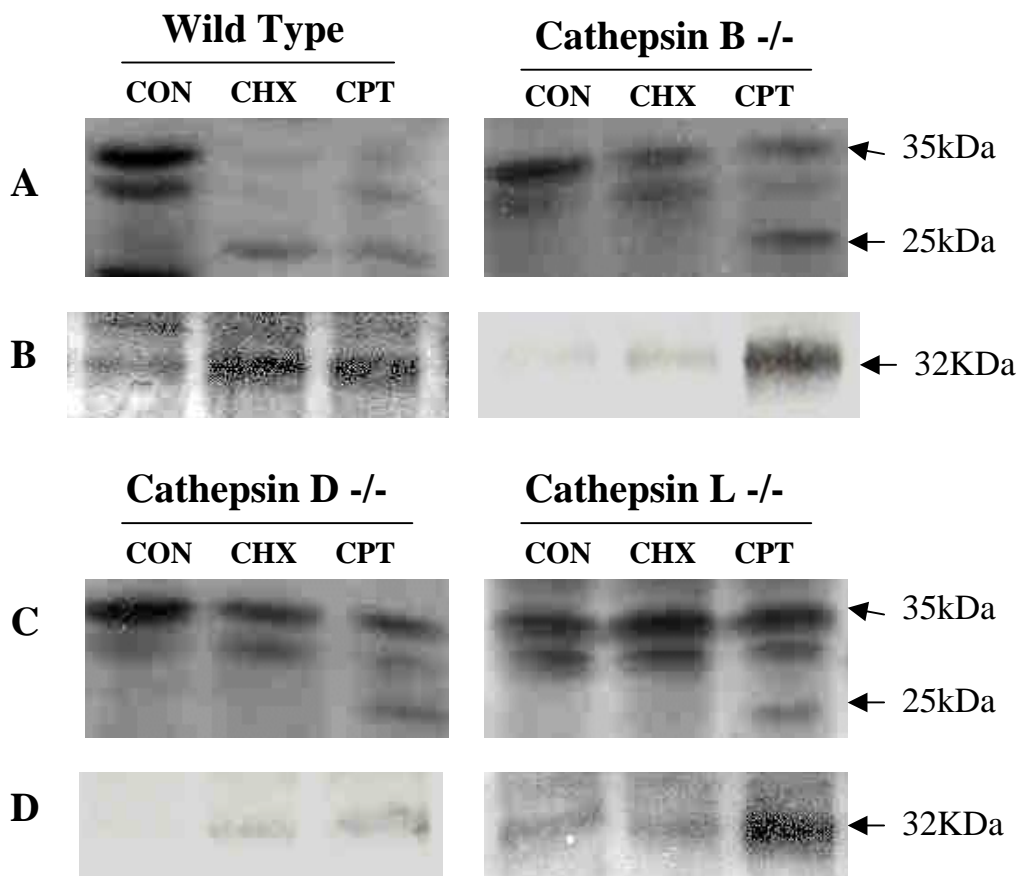 Wild Type
Cathepsin B -/-
CON CHX CPT
CON CHX CPT
A
35kDa
25kDa
B
32KDa
Cathepsin D -/-
Cathepsin L -/-
CON CHX CPT
CON CHX CPT
C
35kDa
25kDa
D
32KDa